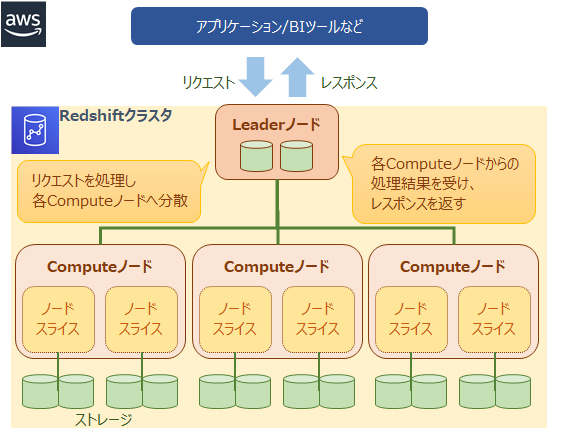 aws
アプリケーション/BIツールなど
リクエスト
レスポンス
Redshiftクラスタ
Leaderノード
リクエストを処理し
各Computeノードへ分散
各Computeノードからの
処理結果を受け、
レスポンスを返す
Computeノード
ノード
スライス
ノード
スライス
Computeノード
ノード
スライス
ノード
スライス
Computeノード
ノード
スライス
ノード
スライス
ストレージ